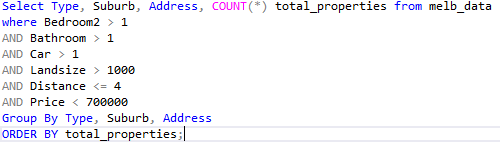 Select Type, Suburb, Address, COUNT(*) total_properties from melb_data
where Bedroom2 > 1
AND Bathroom > 1
AND Car > 1
AND Landsize > 1000
AND Distance <= 4
AND Price < 700000
Group By Type, Suburb, Address
ORDER BY total_properties;